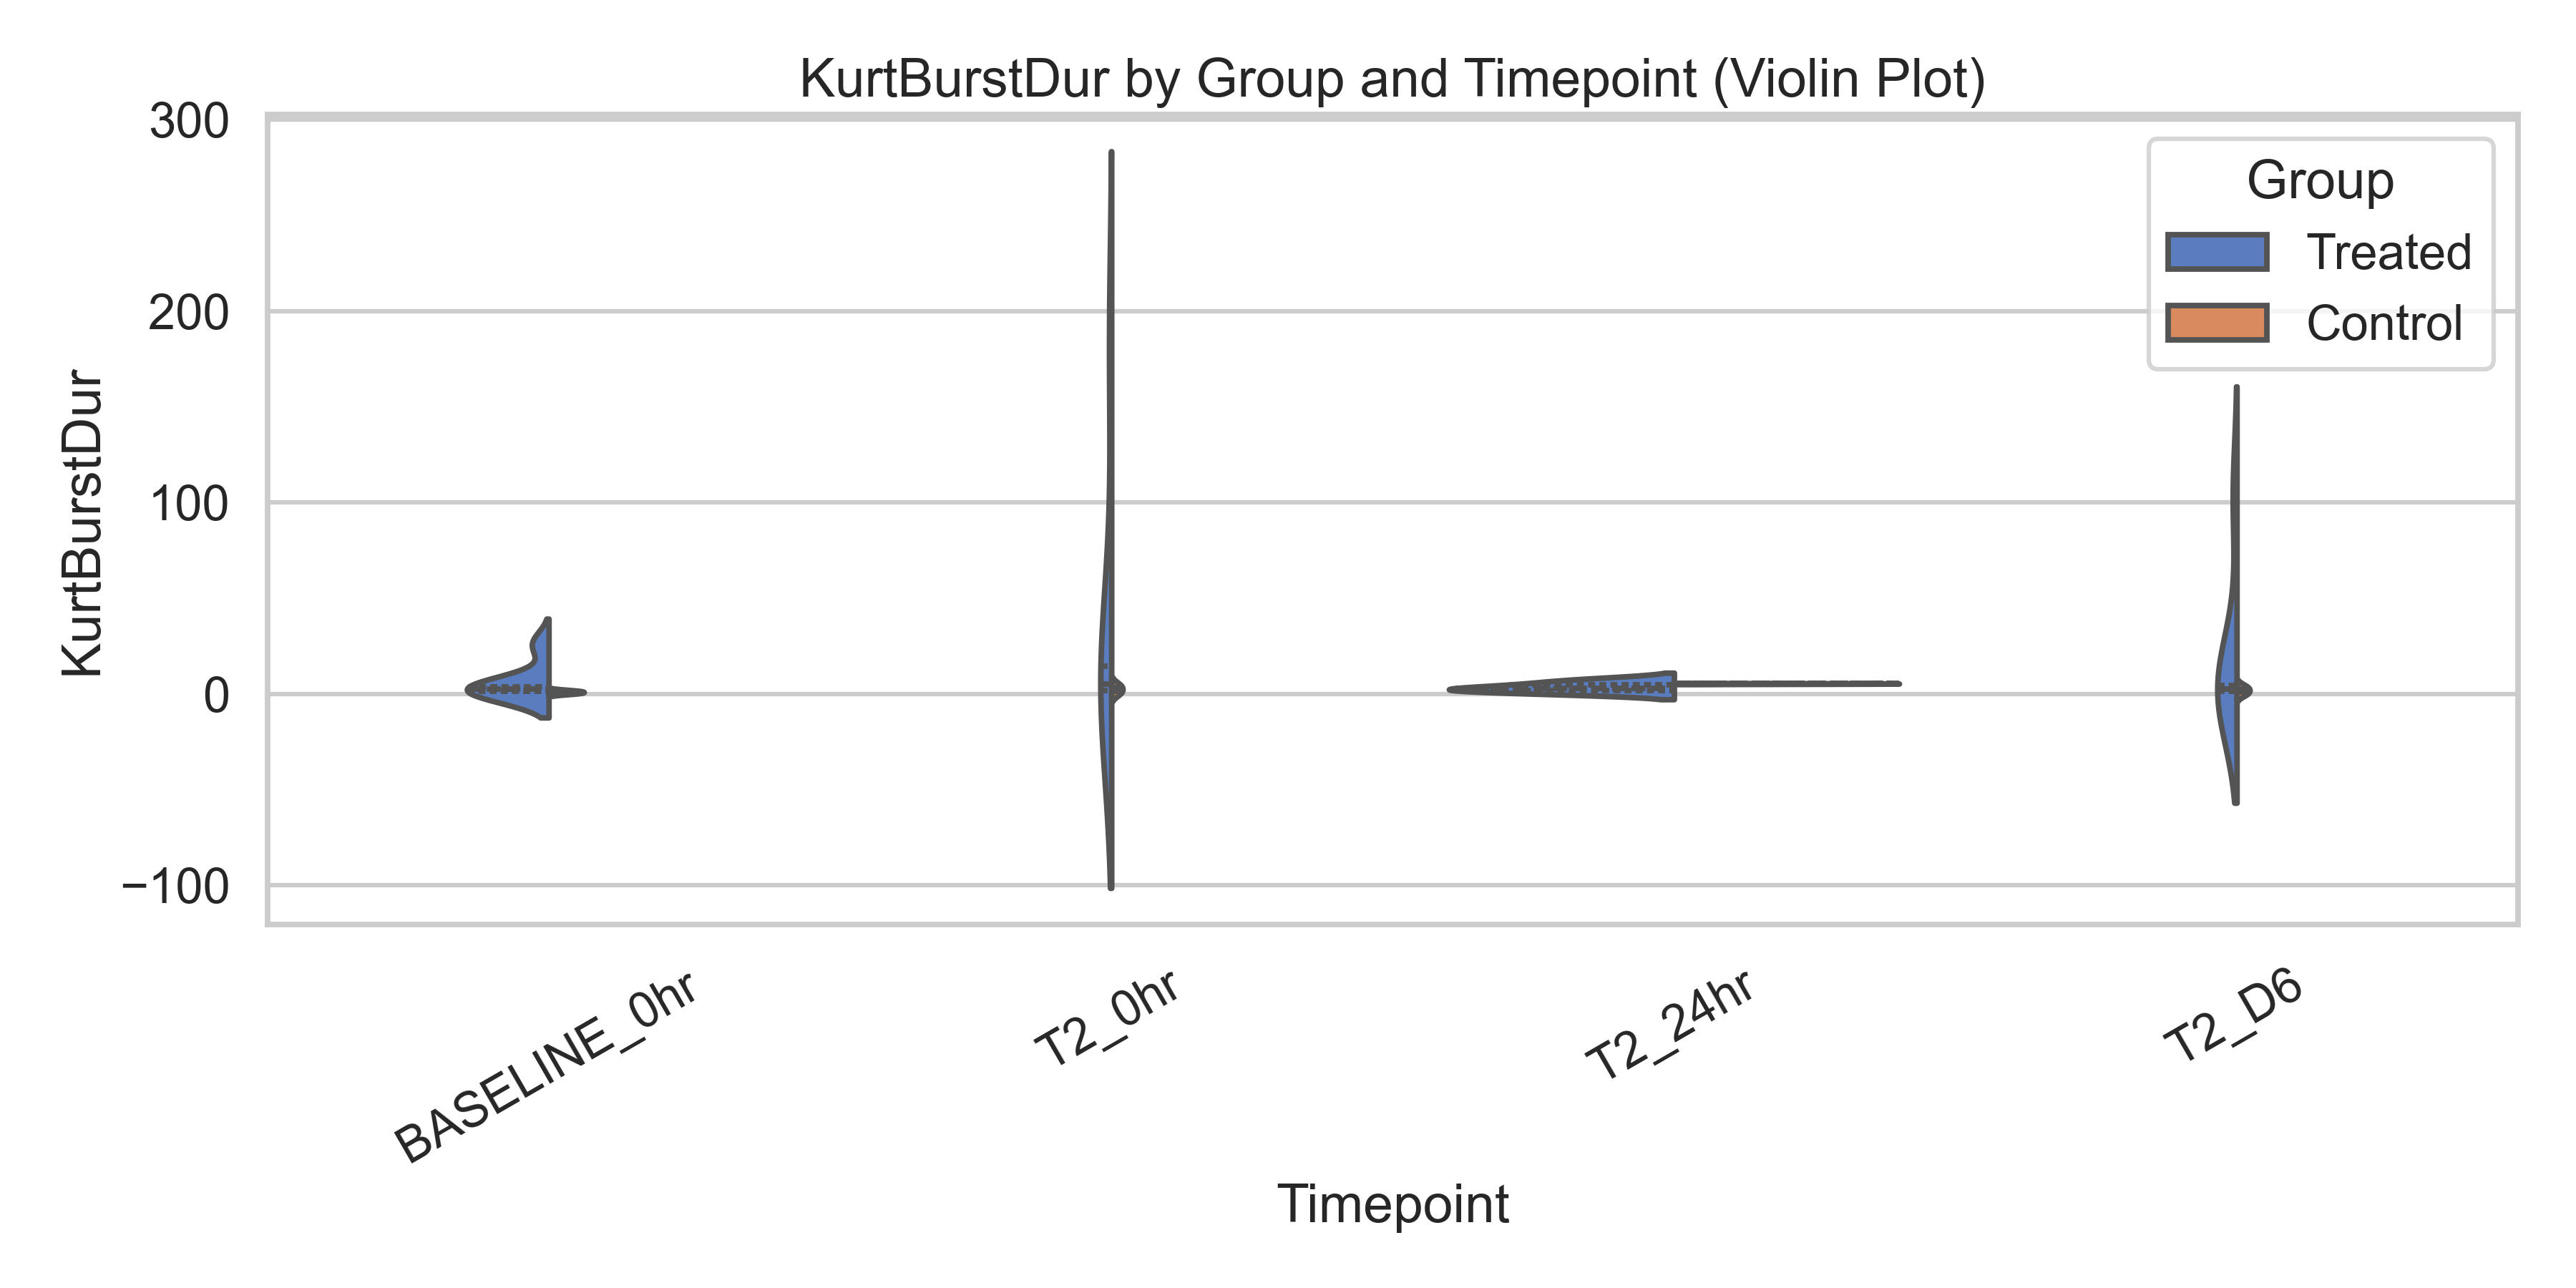 KurtBurstDur by Group and Timepoint (Violin Plot)
300
200
100
0
−100
KurtBurstDur
Group
Treated
Control
BASELINE_0hr
T2_0hr
T2_24hr
T2_D6
Timepoint